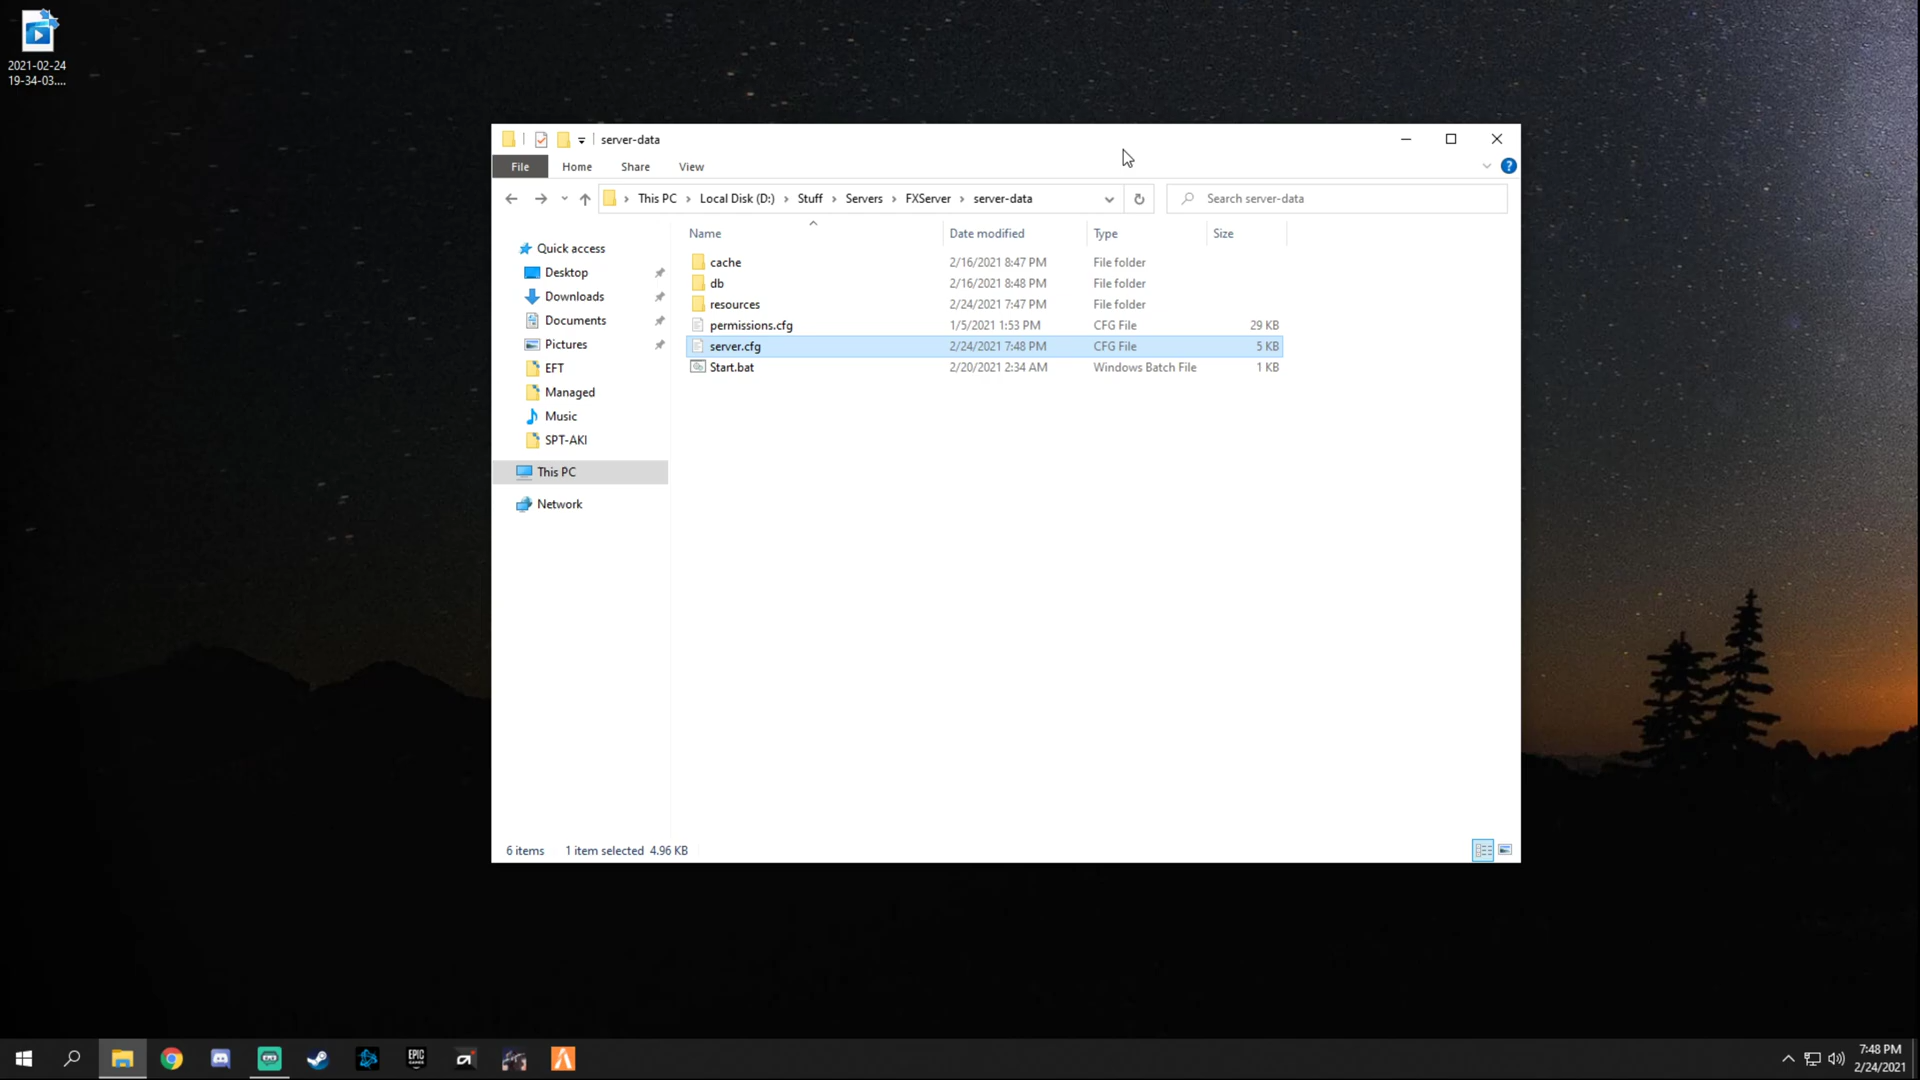 2021-02-24
19-34-03....
server-data
File
Home
Share
View
This PC
Local Disk (D:)
Stuff
Servers
FXServer
server-data
Search server-data
Name
Date modified
Type
Size
Quick access
Desktop
Downloads
Documents
Pictures
EFT
Managed
Music
SPT-AKI
This PC
Network
cache 2/16/2021 8:47 PM File folder
db 2/16/2021 8:48 PM File folder
resources 2/24/2021 7:47 PM File folder
permissions.cfg 1/5/2021 1:53 PM CFG File 29 KB
server.cfg 2/24/2021 7:48 PM CFG File 5 KB
Start.bat 2/20/2021 2:34 AM Windows Batch File 1 KB
6 items 1 item selected 4.96 KB
EPIC
GAMES
7:48 PM
2/24/2021